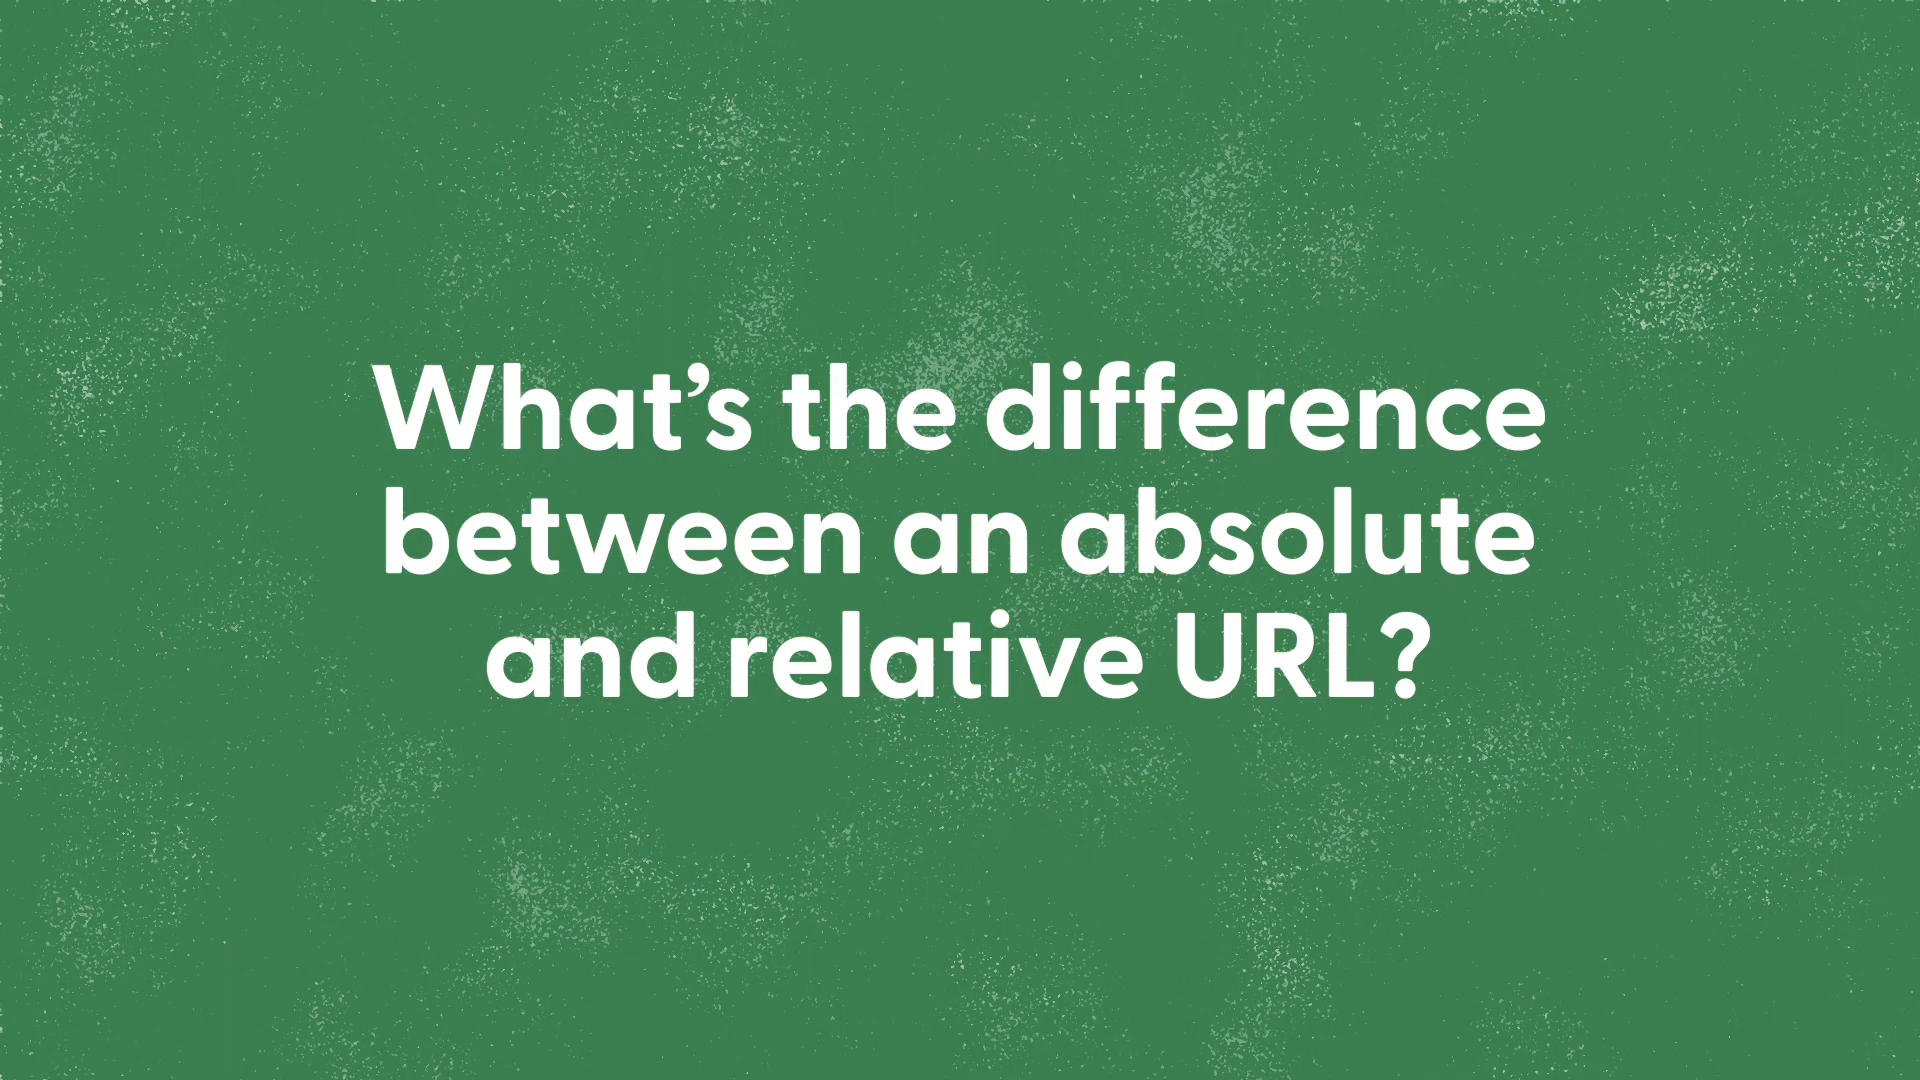 What’s the difference
between an absolute
and relative URL?